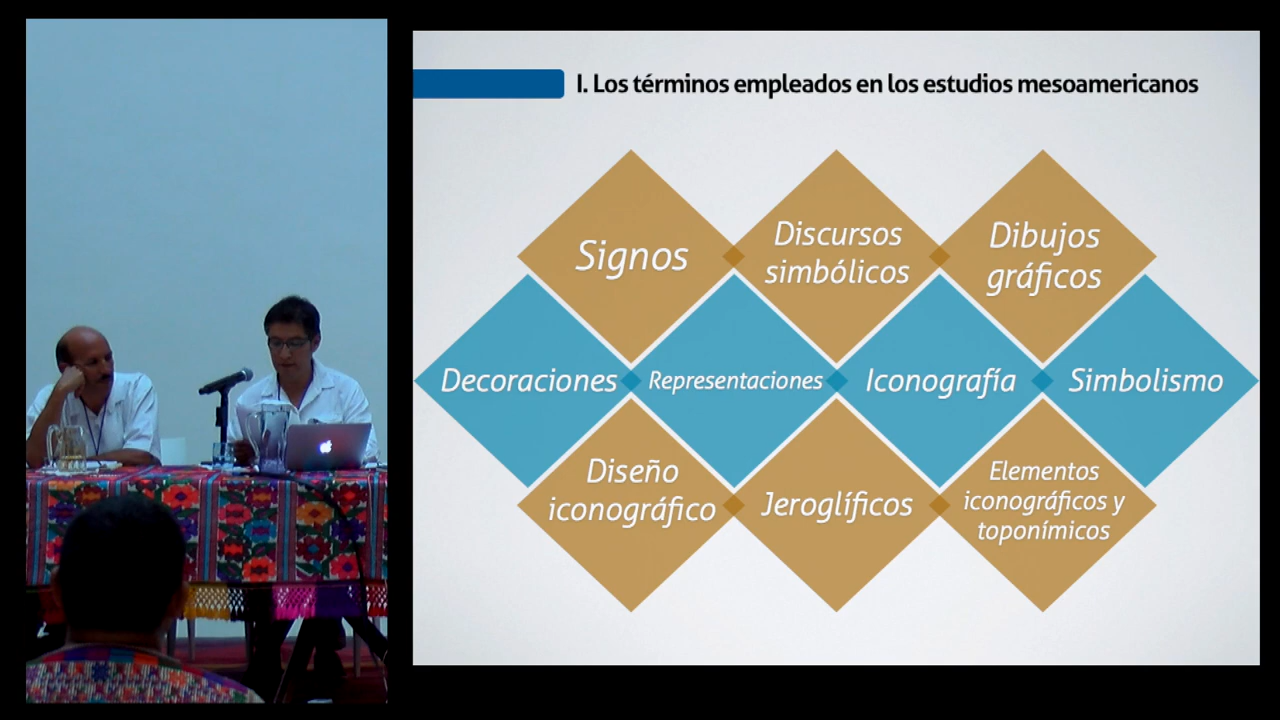 I. Los términos empleados en los estudios mesoamericanos
Signos
Discursos
simbólicos
Dibujos
gráficos
Decoraciones
Representaciones
Iconografía
Simbolismo
Diseño
iconográfico
Jeroglíficos
Elementos
iconográficos y
toponímicos